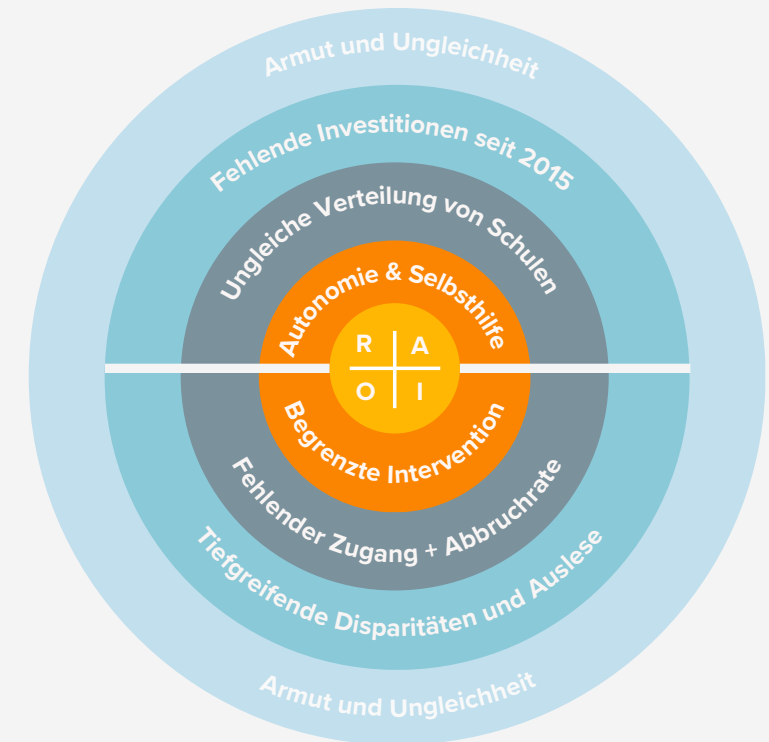 Armut und Ungleichheit
Fehlende Investitionen seit 2015
Ungleiche Verteilung von Schulen
Autonomie & Selbsthilfe
R A
O I
Begrenzte Intervention
Fehlender Zugang + Abbruchrate
Tiefgreifende Disparitäten und Auslese
Armut und Ungleichheit